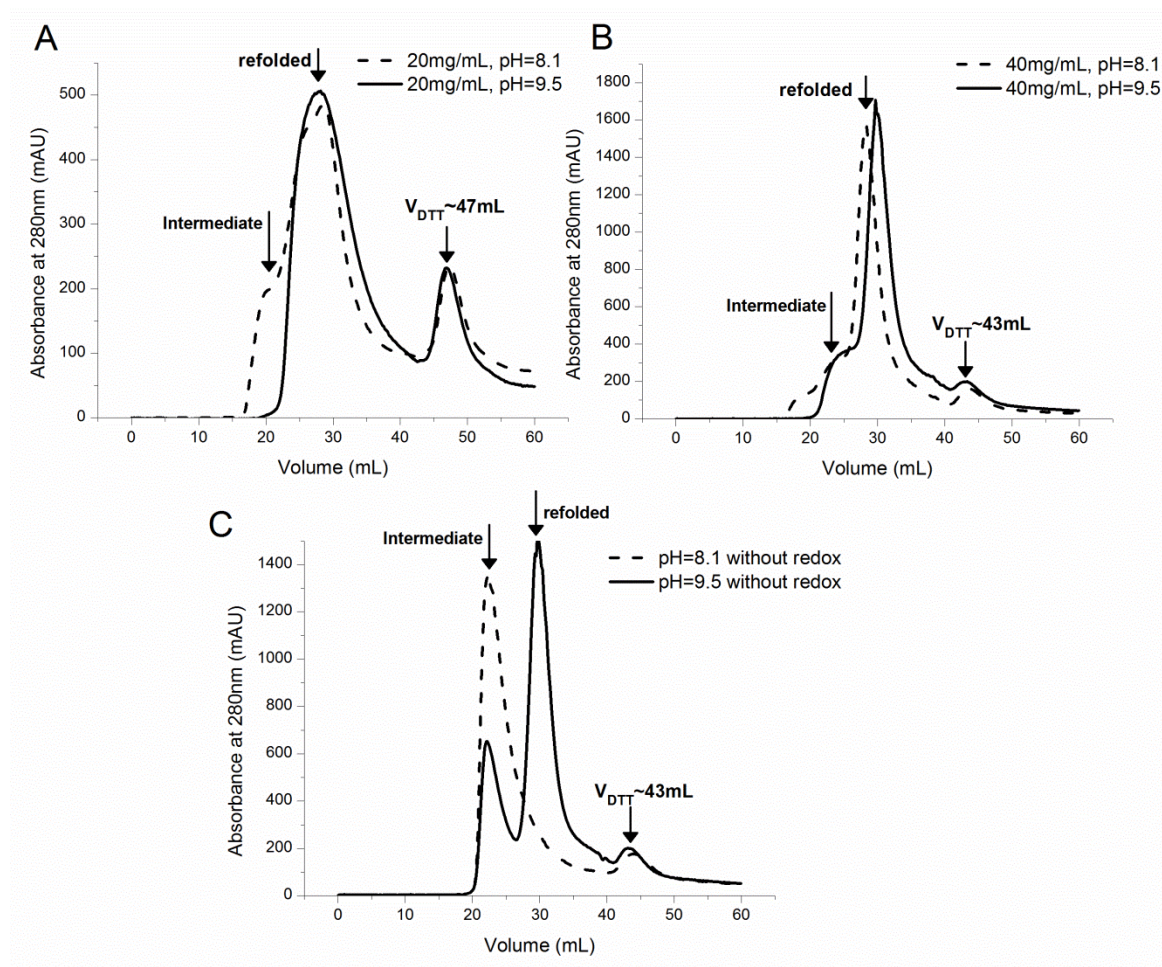 A
refolded
20mg/mL, pH=8.1
20mg/mL, pH=9.5
Intermediate
V_DTT~47mL
Absorbance at 280nm (mAU)
500
400
300
200
100
0
0 10 20 30 40 50 60
Volume (mL)
B
40mg/mL, pH=8.1
40mg/mL, pH=9.5
refolded
Intermediate
V_DTT~43mL
Absorbance at 280nm (mAU)
1800
1600
1400
1200
1000
800
600
400
200
0
0 10 20 30 40 50 60
Volume (mL)
C
Intermediate
refolded
pH=8.1 without redox
pH=9.5 without redox
V_DTT~43mL
Absorbance at 280nm (mAU)
1400
1200
1000
800
600
400
200
0
0 10 20 30 40 50 60
Volume (mL)